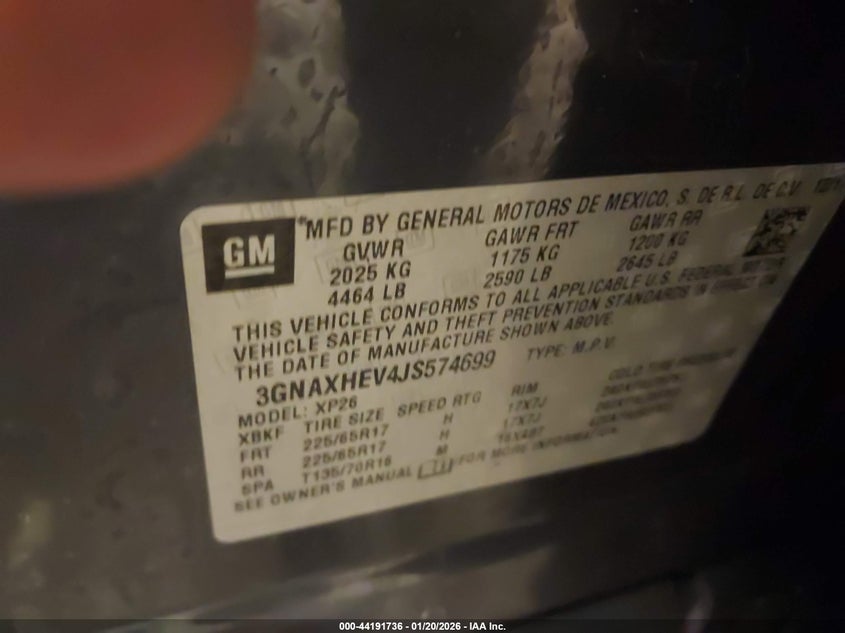 GM
MFD BY GENERAL MOTORS DE MEXICO, S. DE R.L. DE C.V.
GVWR GAWR FRT GAWR RR
2025 KG 1175 KG 1200 KG
4464 LB 2590 LB 2645 LB
THIS VEHICLE CONFORMS TO ALL APPLICABLE U.S. FEDERAL MOTOR
VEHICLE SAFETY AND THEFT PREVENTION STANDARDS IN EFFECT ON
THE DATE OF MANUFACTURE SHOWN ABOVE.
3GNAXHEV4JS574699 TYPE: M.P.V.
MODEL: XP26
XBKF TIRE SIZE SPEED RTG RIM COLD TIRE PRESSURE
FRT 225/65R17 H 17X7J
RR 225/65R17 H 17X7J
SPA T135/70R16 M
SEE OWNER'S MANUAL FOR MORE INFORMATION.
000-44191736 - 01/20/2026 - IAA Inc.